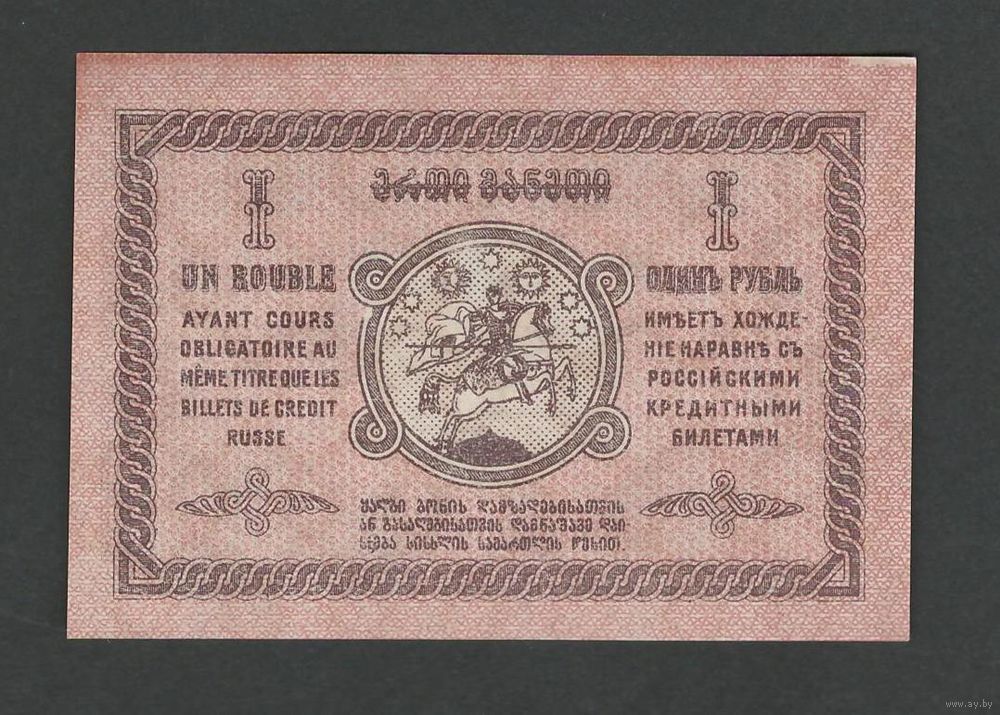 ერთი მანეთი
1
1
UN ROUBLE
AYANT COURS
OBLIGATOIRE AU
MÊME TITRE QUE LES
BILLETS DE CREDIT
RUSSE
ОДИНЪ РУБЛЬ
ИМѢЕТЪ ХОЖДЕ-
НІЕ НАРАВНѢ СЪ
РОССІЙСКИМИ
КРЕДИТНЫМИ
БИЛЕТАМИ
ყალბი ბონის დამზადებისათვის
ან გასაღებისათვის დამნაშავე დაი
სჯება სისხლის სამართლის წესით.
www.ay.by